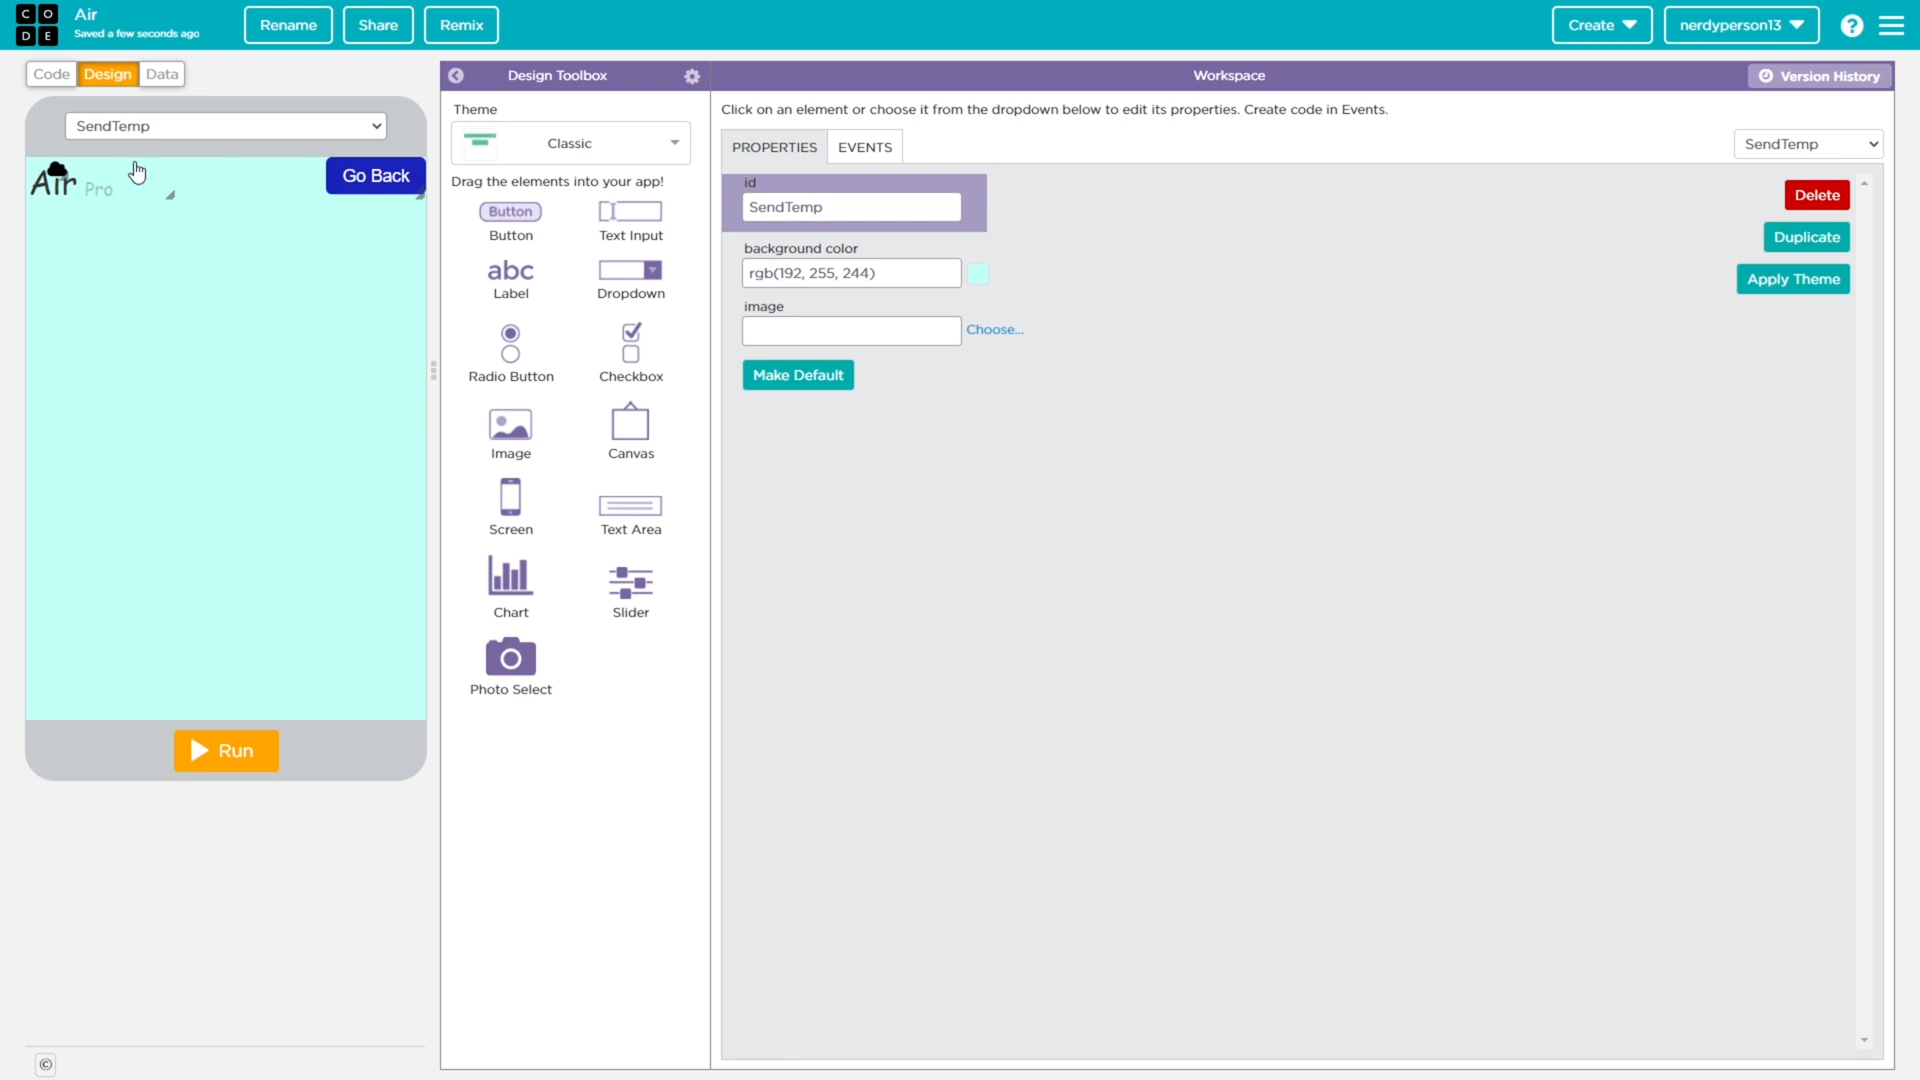 C O D E
Air
Saved a few seconds ago
Rename
Share
Remix
Create
nerdyperson13
?
Code
Design
Data
SendTemp
Air Pro
Go Back
Run
©
Design Toolbox
Theme
Classic
Drag the elements into your app!
Button
Button
Text Input
abc
Label
Dropdown
Radio Button
Checkbox
Image
Canvas
Screen
Text Area
Chart
Slider
Photo Select
Workspace
Version History
Click on an element or choose it from the dropdown below to edit its properties. Create code in Events.
PROPERTIES
EVENTS
SendTemp
id
SendTemp
background color
rgb(192, 255, 244)
image
Choose...
Make Default
Delete
Duplicate
Apply Theme